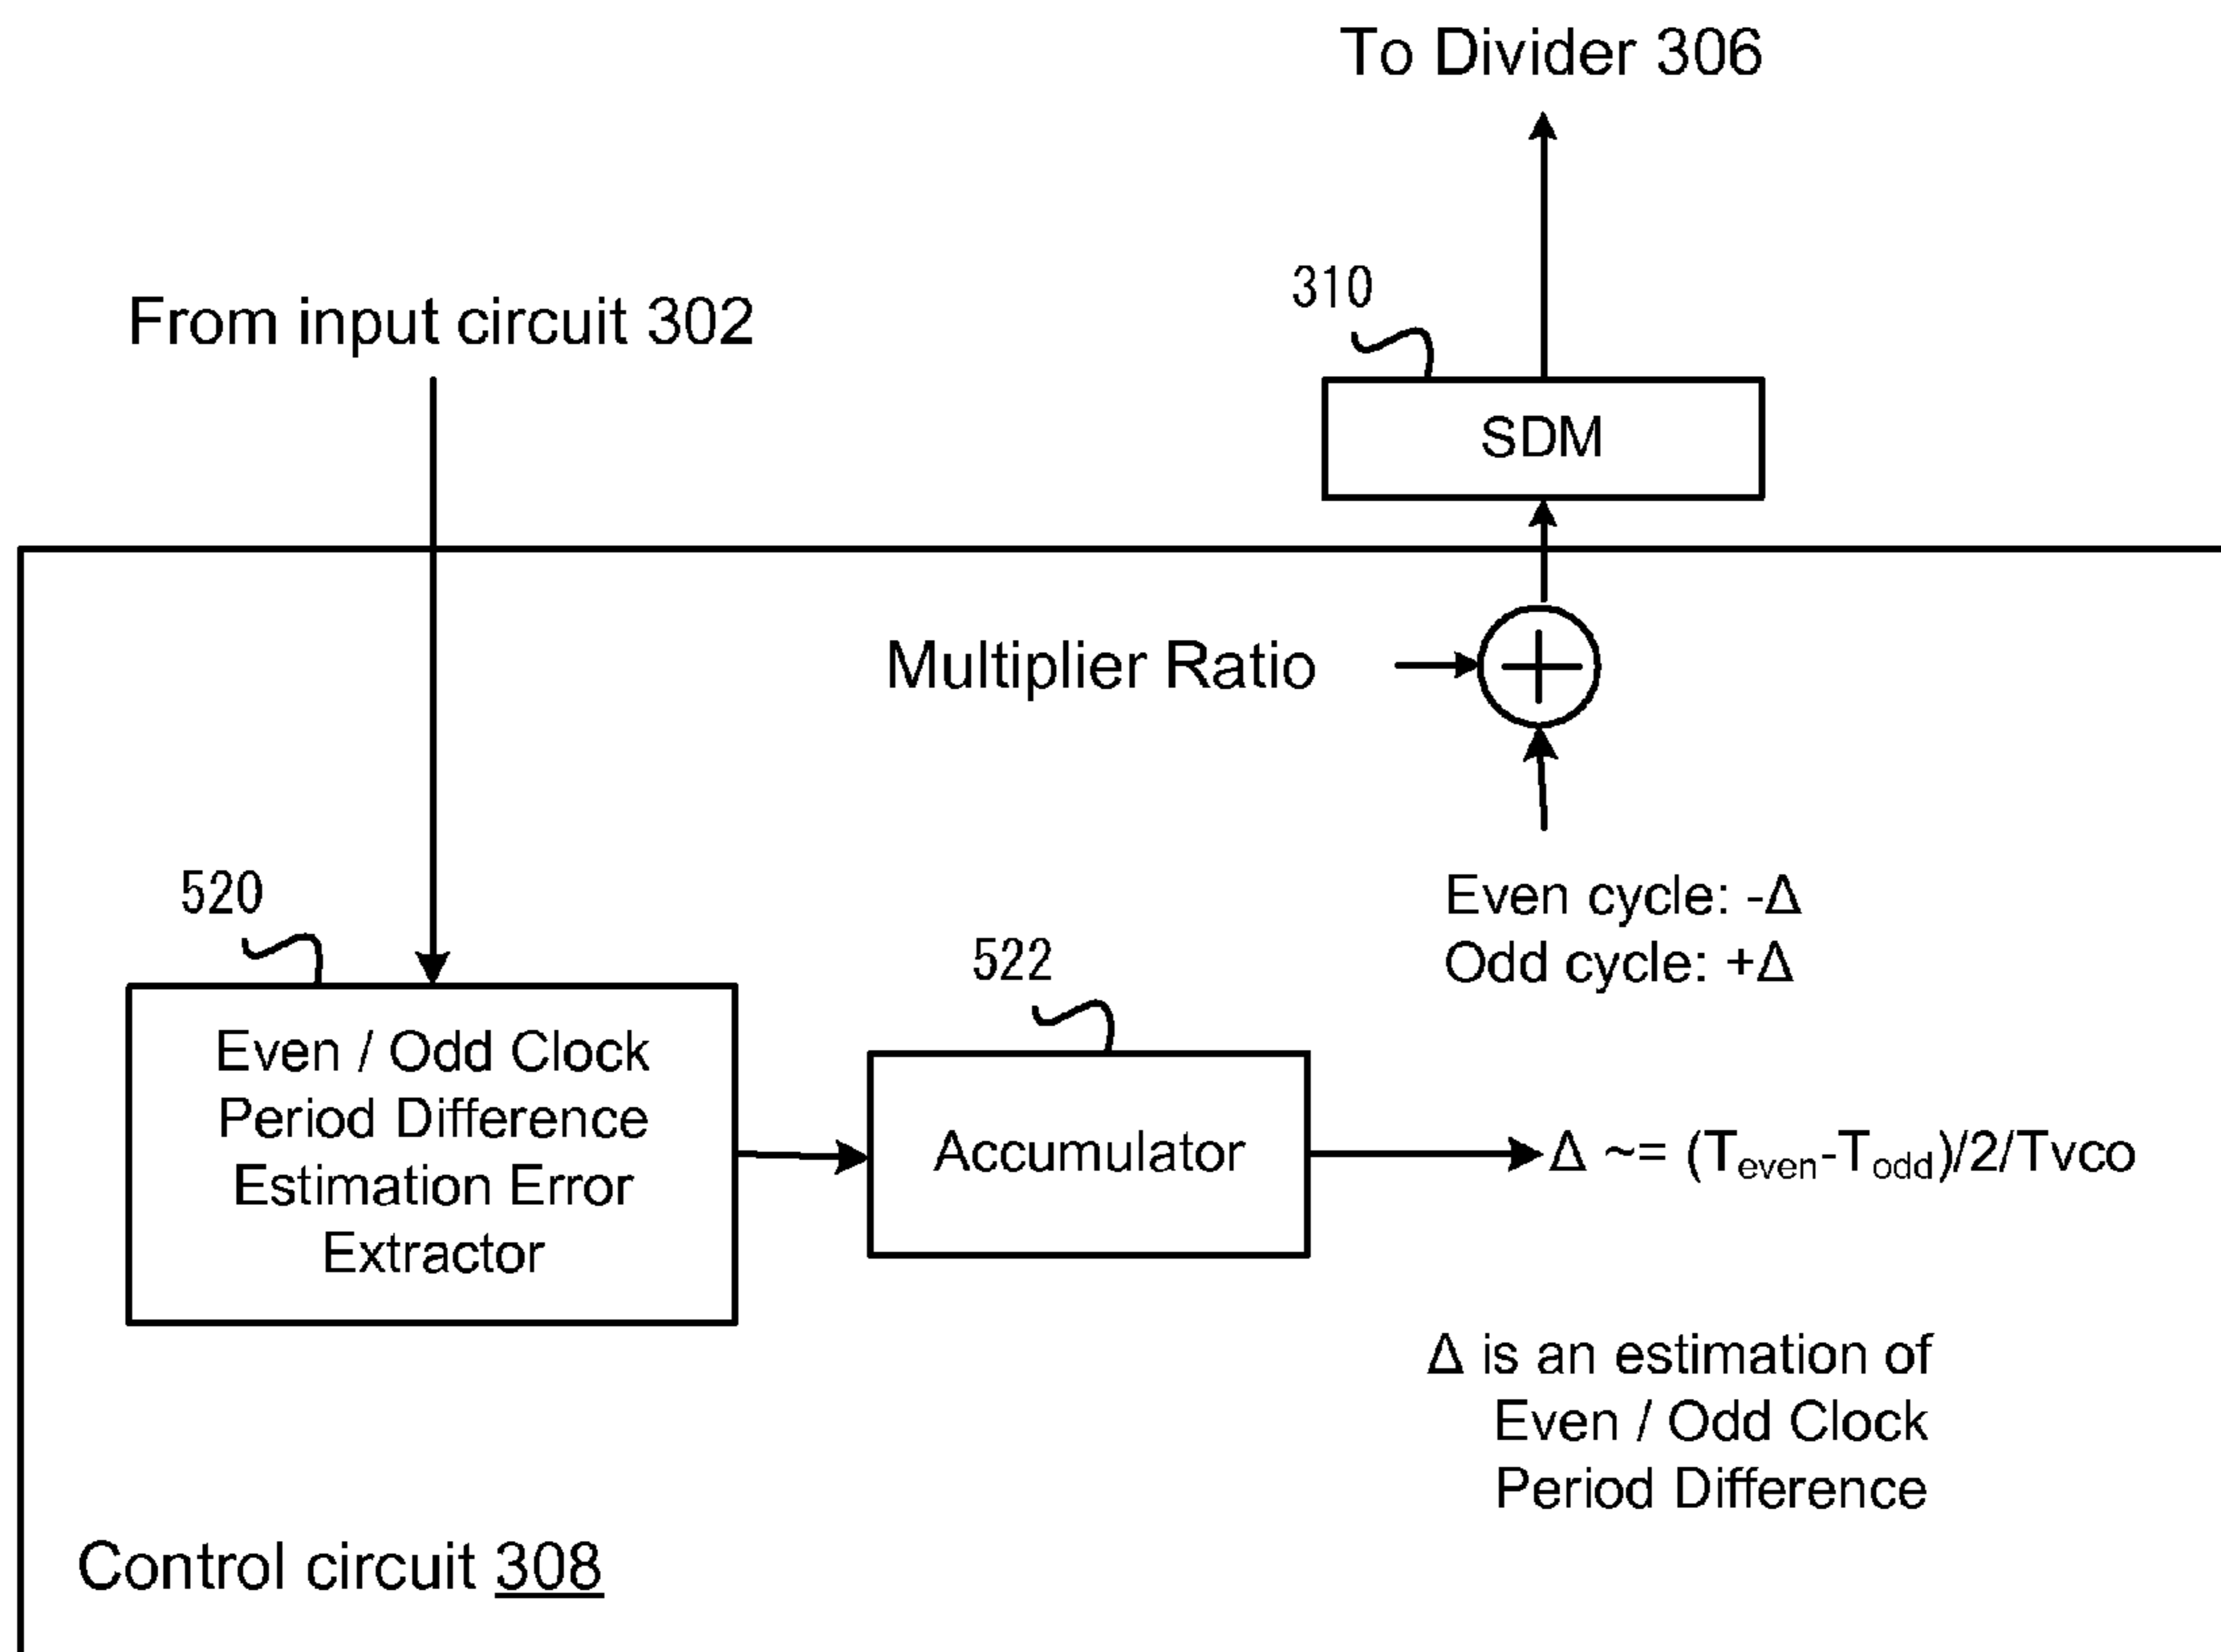 To Divider 306
310
From input circuit 302
SDM
Multiplier Ratio
520
Even cycle: -Δ
Odd cycle: +Δ
522
Even / Odd Clock
Period Difference
Estimation Error
Extractor
Accumulator
Δ ~= (Teven-Todd)/2/Tvco
Δ is an estimation of
Even / Odd Clock
Period Difference
Control circuit 308